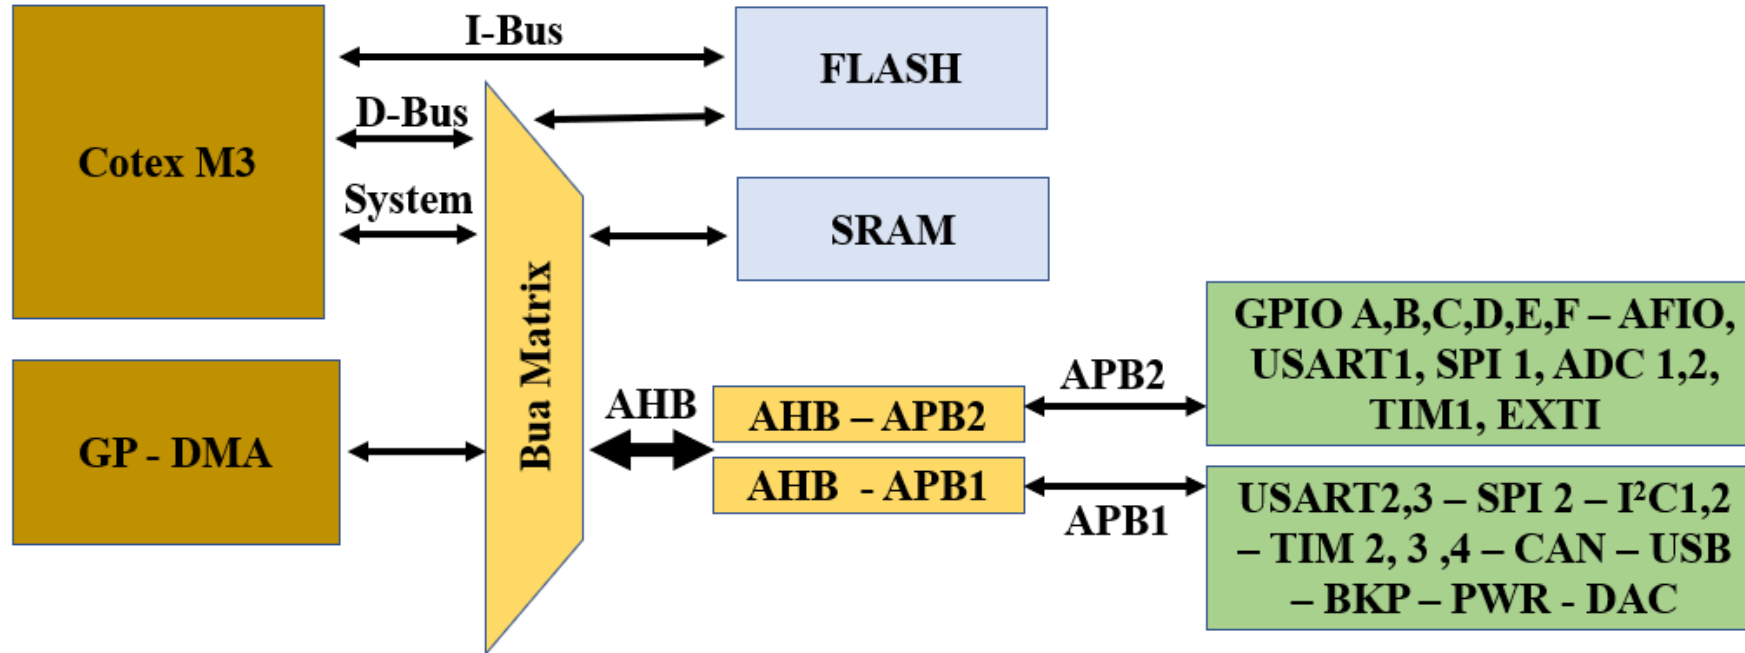 I-Bus
FLASH
D-Bus
Cotex M3
System
SRAM
Bua Matrix
GP - DMA
AHB
AHB – APB2
AHB - APB1
APB2
APB1
GPIO A,B,C,D,E,F – AFIO,
USART1, SPI 1, ADC 1,2,
TIM1, EXTI
USART2,3 – SPI 2 – I²C1,2
– TIM 2, 3 ,4 – CAN – USB
– BKP – PWR - DAC